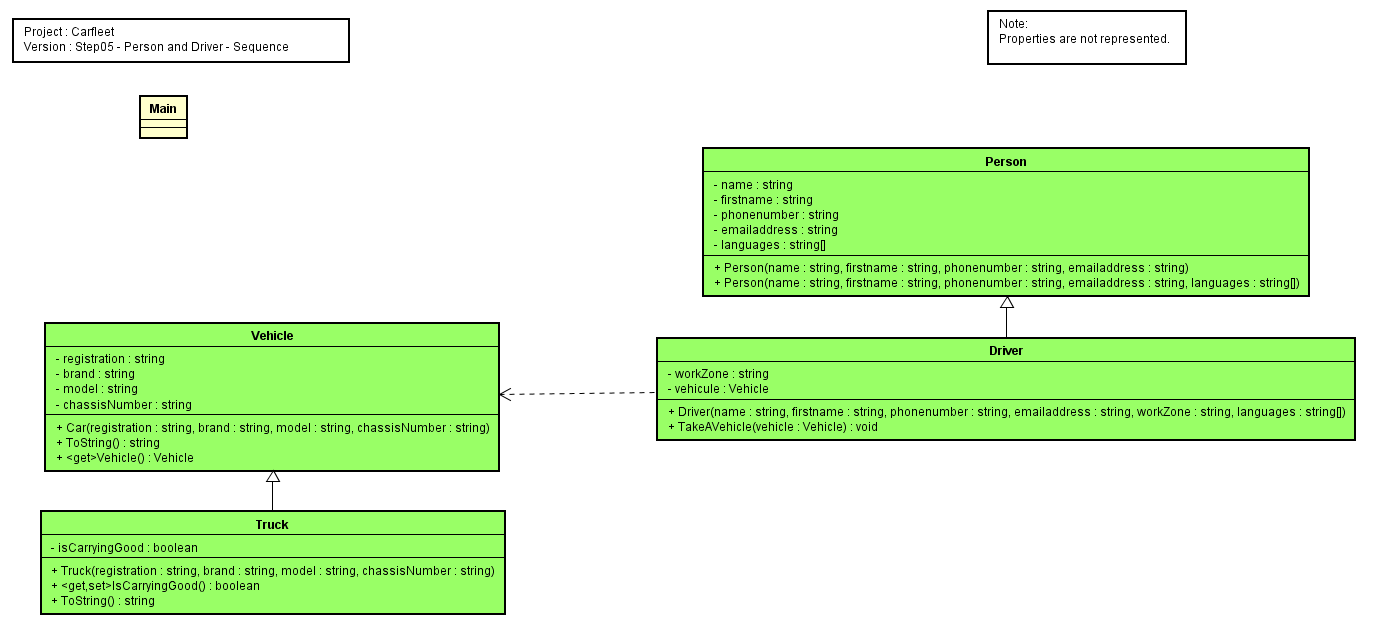 Project : Carfleet
Version : Step05 - Person and Driver - Sequence
Note:
Properties are not represented.
Main
Person
- name : string
- firstname : string
- phonenumber : string
- emailaddress : string
- languages : string[]
+ Person(name : string, firstname : string, phonenumber : string, emailaddress : string)
+ Person(name : string, firstname : string, phonenumber : string, emailaddress : string, languages : string[])
Vehicle
- registration : string
- brand : string
- model : string
- chassisNumber : string
+ Car(registration : string, brand : string, model : string, chassisNumber : string)
+ ToString() : string
+ <get>Vehicle() : Vehicle
Driver
- workZone : string
- vehicule : Vehicle
+ Driver(name : string, firstname : string, phonenumber : string, emailaddress : string, workZone : string, languages : string[])
+ TakeAVehicle(vehicle : Vehicle) : void
Truck
- isCarryingGood : boolean
+ Truck(registration : string, brand : string, model : string, chassisNumber : string)
+ <get,set>IsCarryingGood() : boolean
+ ToString() : string